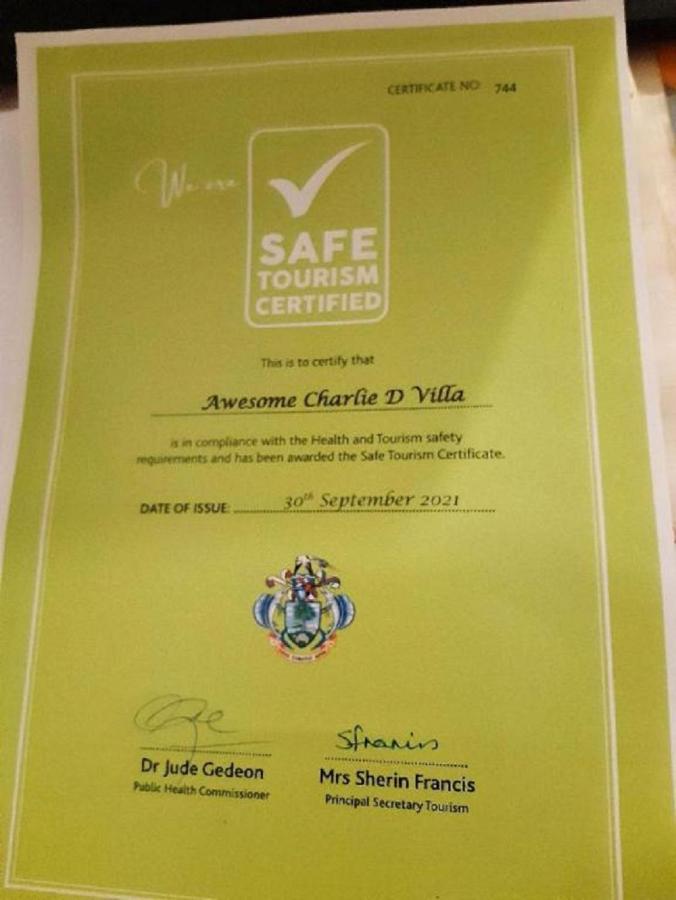 CERTIFICATE NO: 744
We are
SAFE
TOURISM
CERTIFIED
This is to certify that
Awesome Charlie D Villa
is in compliance with the Health and Tourism safety
requirements and has been awarded the Safe Tourism Certificate.
DATE OF ISSUE: 30th September 2021
Sfrancis
Dr Jude Gedeon
Mrs Sherin Francis
Public Health Commissioner
Principal Secretary Tourism